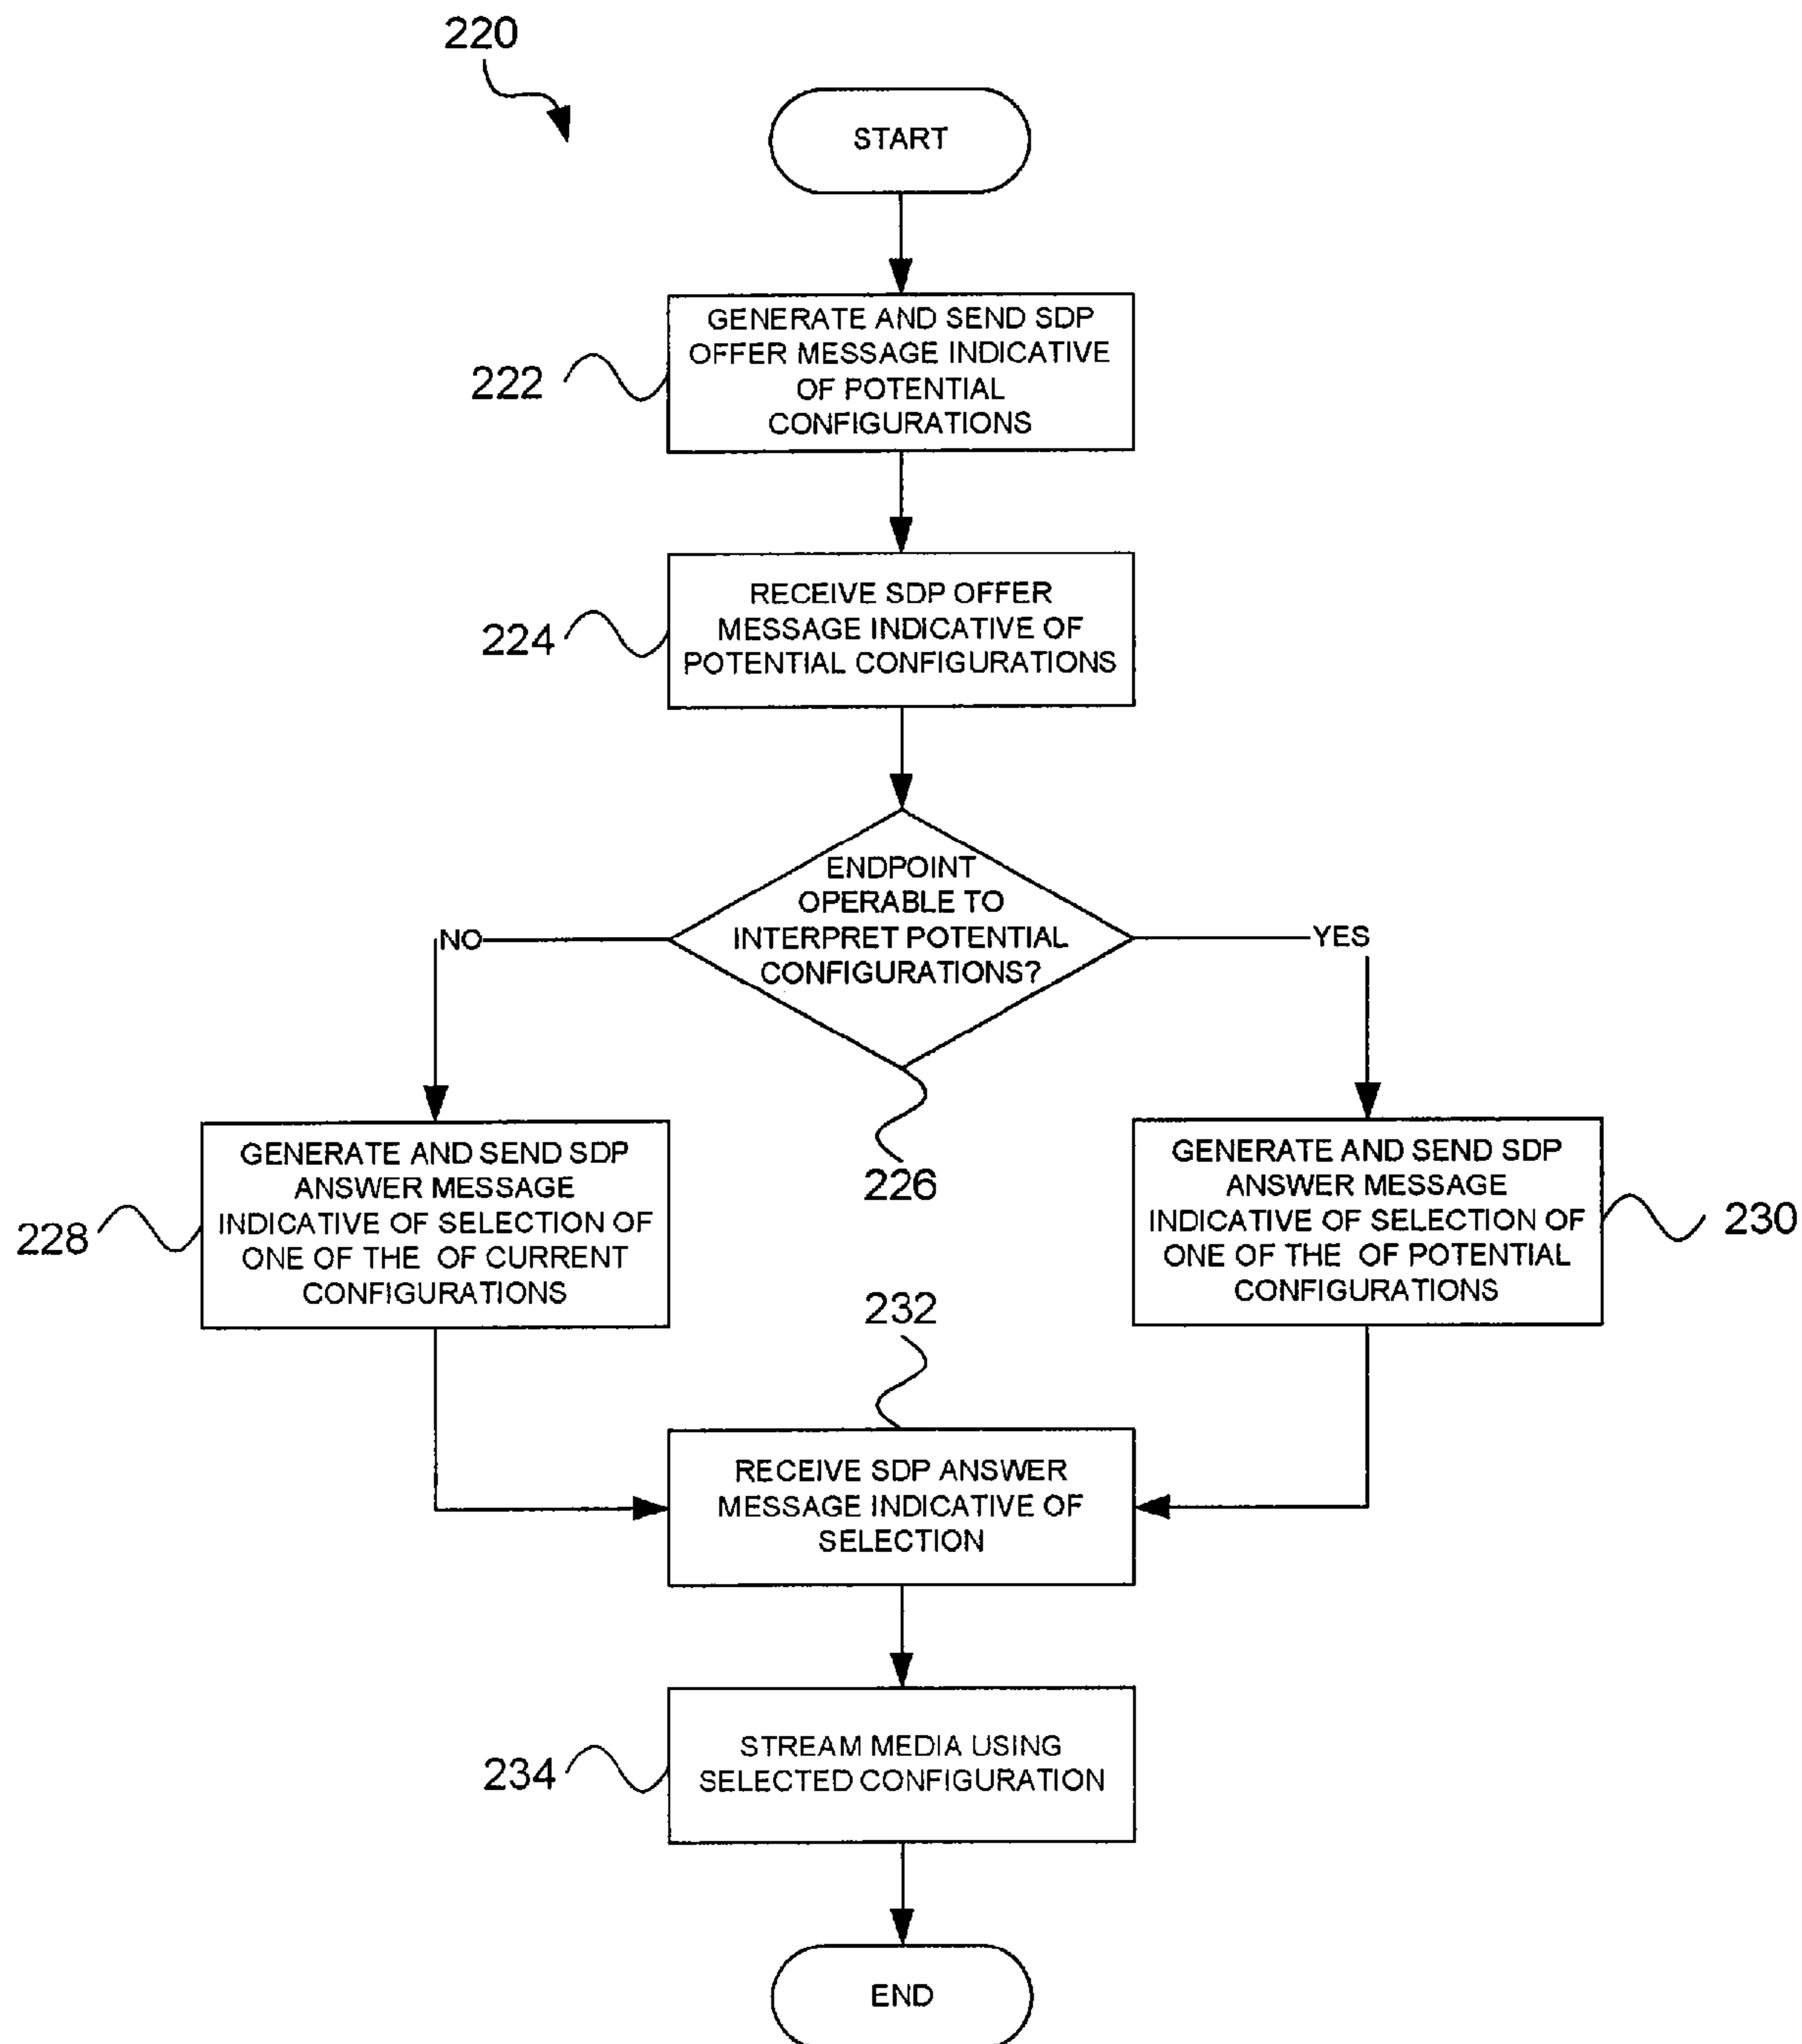 220
START
GENERATE AND SEND SDP
OFFER MESSAGE INDICATIVE
OF POTENTIAL
CONFIGURATIONS
222
RECEIVE SDP OFFER
MESSAGE INDICATIVE OF
POTENTIAL CONFIGURATIONS
224
ENDPOINT
OPERABLE TO
INTERPRET POTENTIAL
CONFIGURATIONS?
NO
YES
226
GENERATE AND SEND SDP
ANSWER MESSAGE
INDICATIVE OF SELECTION OF
ONE OF THE OF CURRENT
CONFIGURATIONS
228
GENERATE AND SEND SDP
ANSWER MESSAGE
INDICATIVE OF SELECTION OF
ONE OF THE OF POTENTIAL
CONFIGURATIONS
230
232
RECEIVE SDP ANSWER
MESSAGE INDICATIVE OF
SELECTION
STREAM MEDIA USING
SELECTED CONFIGURATION
234
END